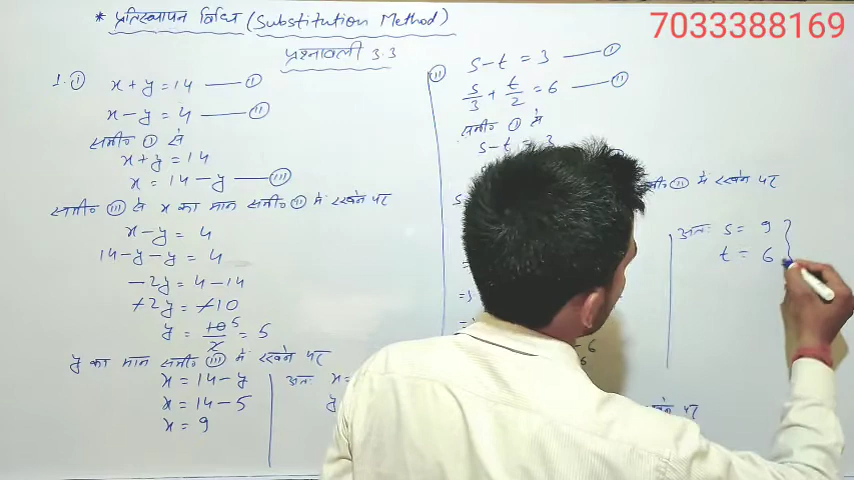 * प्रतिस्थापन विधि (Substitution Method)
7033388169
प्रश्नावली 3.3
1. (i) x + y = 14 —— (I)
x - y = 4 —— (II)
समी० (I) से
x + y = 14
x = 14 - y —— (III)
समी० (III) से x का मान समी० (II) में रखने पर
x - y = 4
14 - y - y = 4
-2y = 4 - 14
-2y = -10
y = 10/2 5 = 5
y का मान समी० (III) में रखने पर
x = 14 - y
x = 14 - 5
x = 9
अतः x =
y
(II) s - t = 3 —— (I)
s/3 + t/2 = 6 —— (II)
समी० (I) से
s - t = 3
(II) में रखने पर
पर
अतः s = 9
t = 6 }